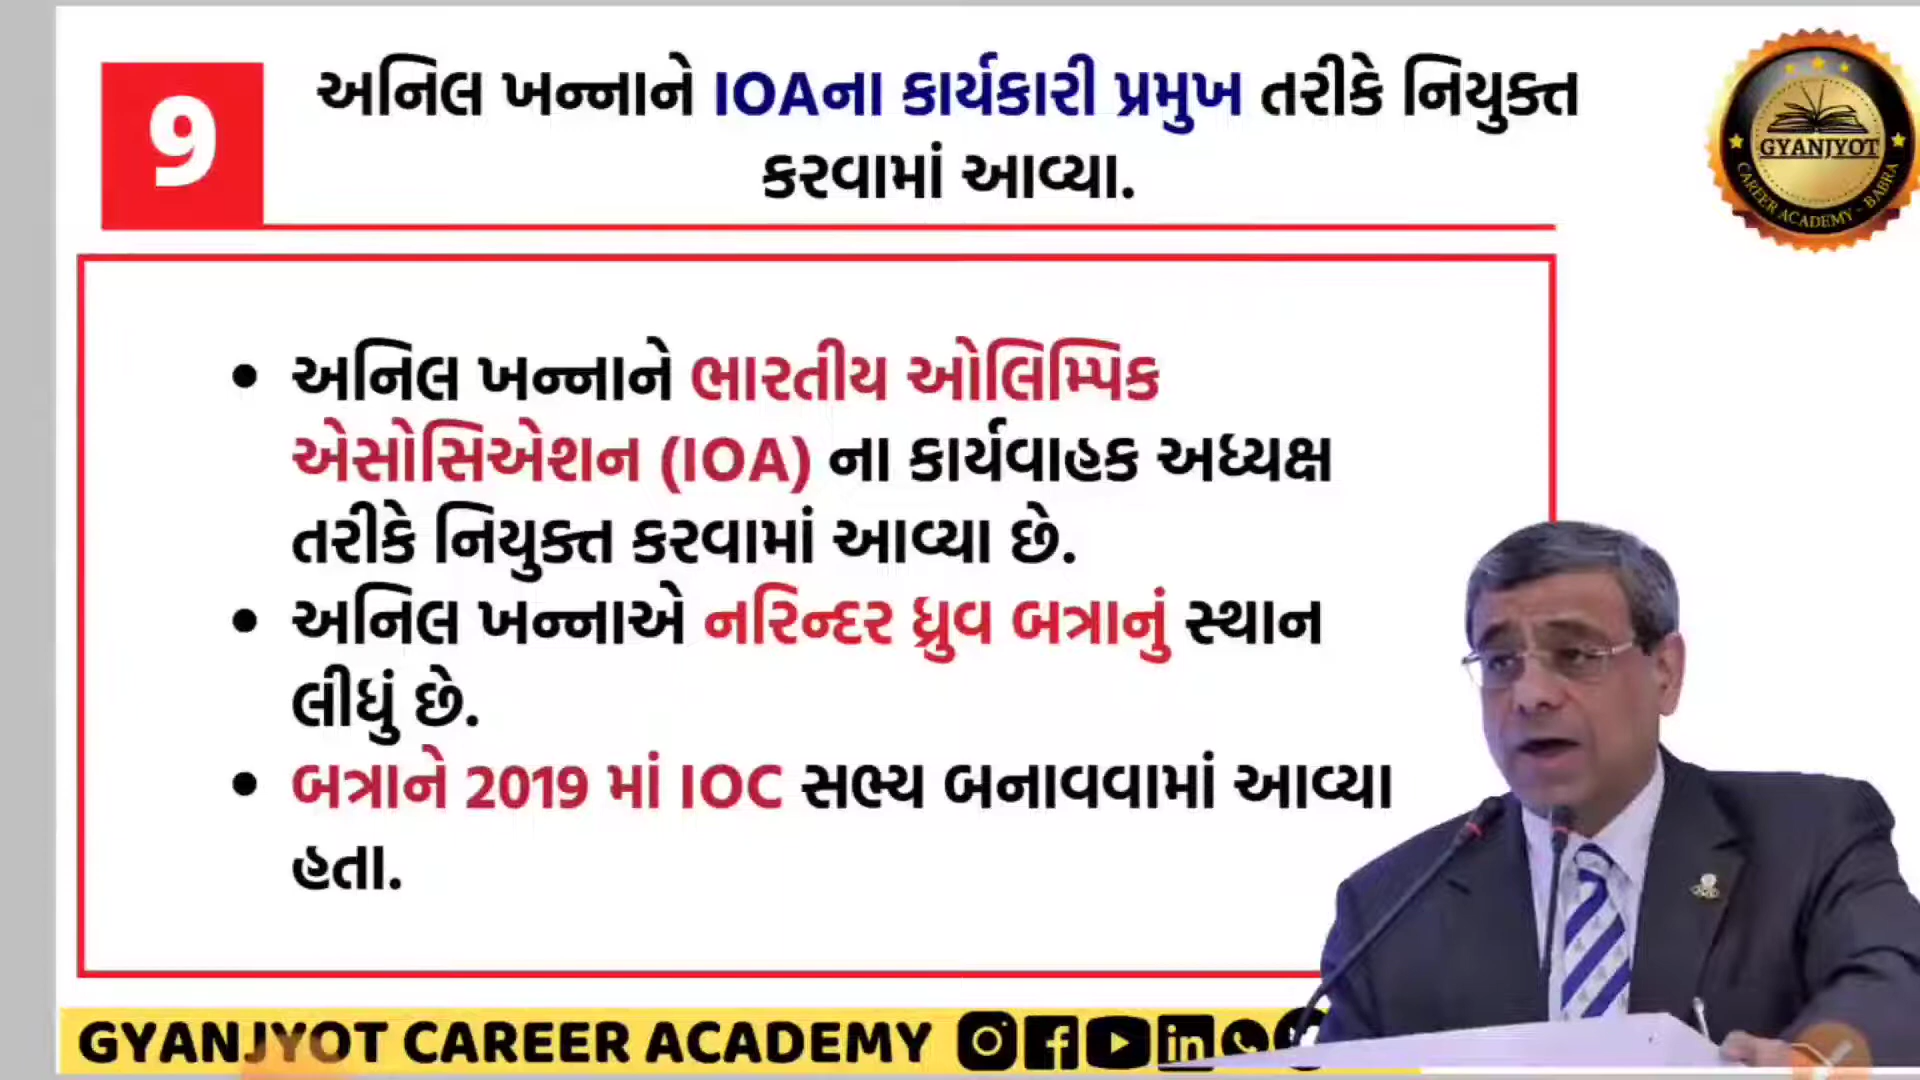 9
અનિલ ખન્નાને IOAના કાર્યકારી પ્રમુખ તરીકે નિયુક્ત
કરવામાં આવ્યા.
GYANJYOT
CAREER ACADEMY - BABRA
• અનિલ ખન્નાને ભારતીય ઓલિમ્પિક
એસોસિએશન (IOA) ના કાર્યવાહક અધ્યક્ષ
તરીકે નિયુક્ત કરવામાં આવ્યા છે.
• અનિલ ખન્નાએ નરિન્દર ધ્રુવ બત્રાનું સ્થાન
લીધું છે.
• બત્રાને 2019 માં IOC સભ્ય બનાવવામાં આવ્યા
હતા.
GYANJYOT CAREER ACADEMY